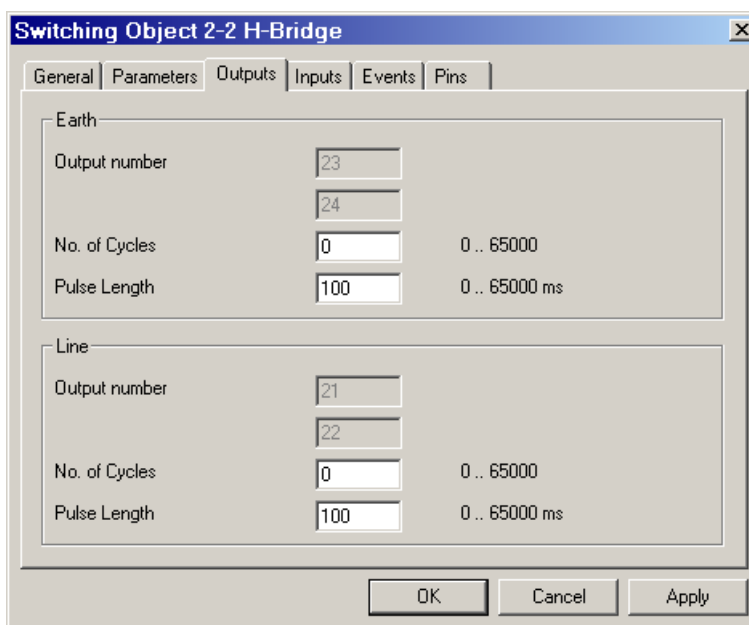 Switching Object 2-2 H-Bridge
General Parameters Outputs Inputs Events Pins
Earth
Output number 23
24
No. of Cycles 0 0 .. 65000
Pulse Length 100 0 .. 65000 ms
Line
Output number 21
22
No. of Cycles 0 0 .. 65000
Pulse Length 100 0 .. 65000 ms
OK Cancel Apply